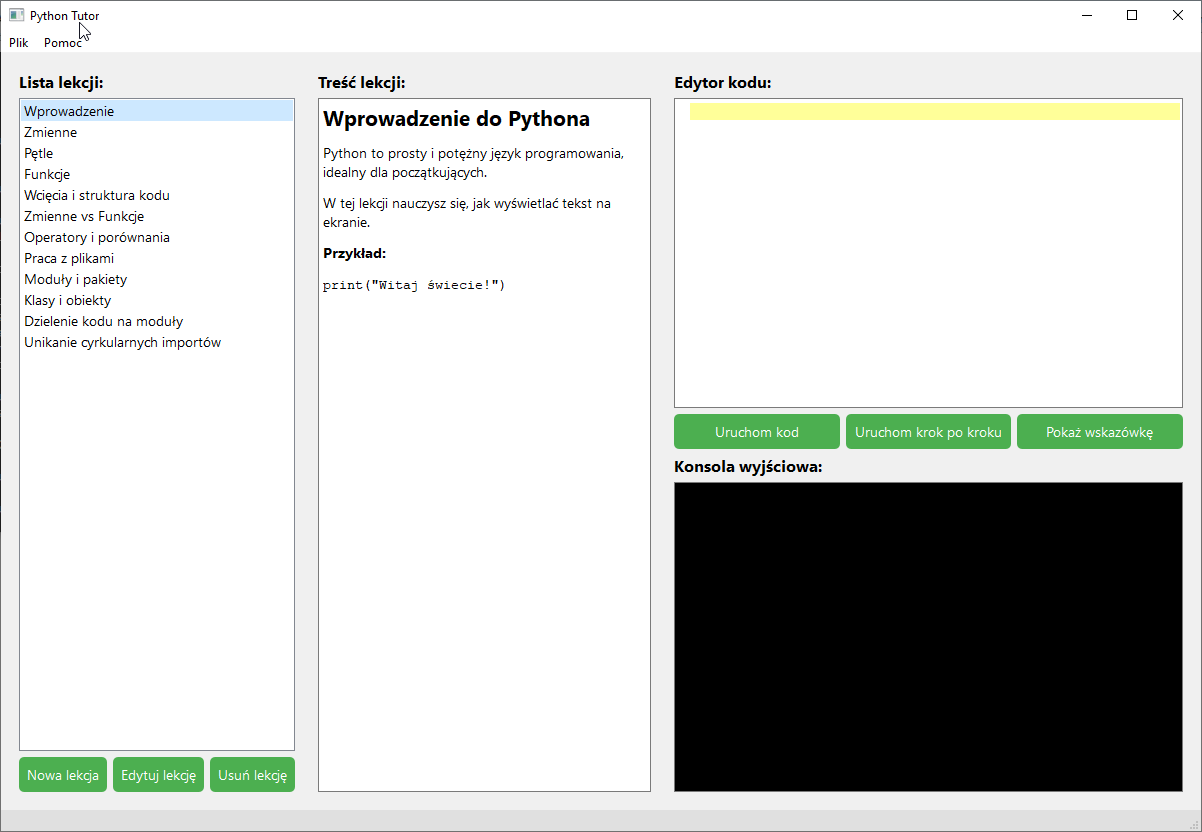 Python Tutor
Plik Pomoc
Lista lekcji:
Wprowadzenie
Zmienne
Pętle
Funkcje
Wcięcia i struktura kodu
Zmienne vs Funkcje
Operatory i porównania
Praca z plikami
Moduły i pakiety
Klasy i obiekty
Dzielenie kodu na moduły
Unikanie cyrkularnych importów
Nowa lekcja
Edytuj lekcję
Usuń lekcję
Treść lekcji:
Wprowadzenie do Pythona
Python to prosty i potężny język programowania,
idealny dla początkujących.
W tej lekcji nauczysz się, jak wyświetlać tekst na
ekranie.
Przykład:
print("Witaj świecie!")
Edytor kodu:
Uruchom kod
Uruchom krok po kroku
Pokaż wskazówkę
Konsola wyjściowa: